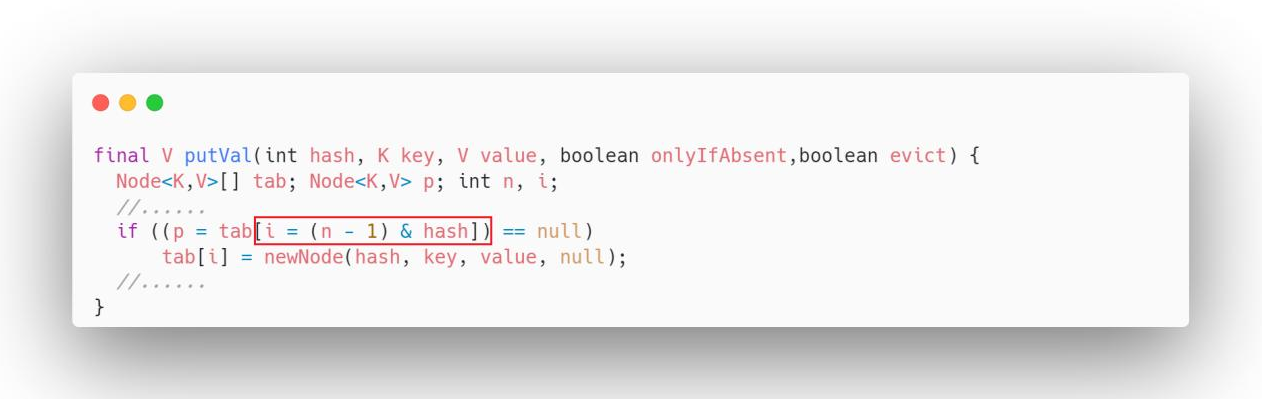 final V putVal(int hash, K key, V value, boolean onlyIfAbsent,boolean evict) {
Node<K,V>[] tab; Node<K,V> p; int n, i;
//......
if ((p = tab[i = (n - 1) & hash]) == null)
tab[i] = newNode(hash, key, value, null);
//......
}